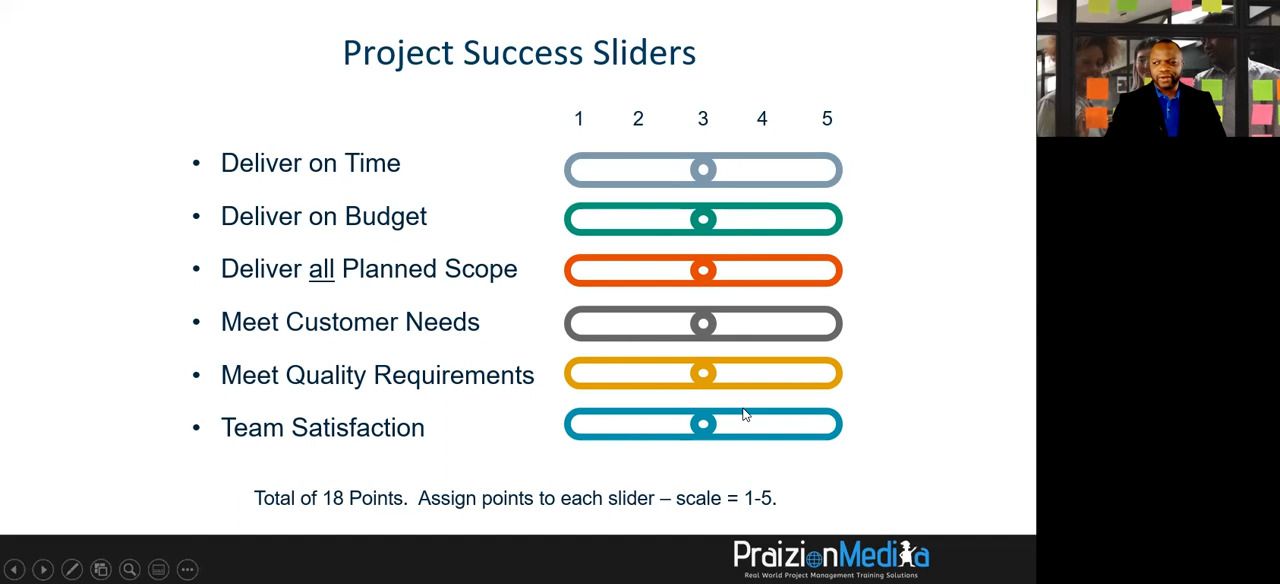 Project Success Sliders
1 2 3 4 5
• Deliver on Time
• Deliver on Budget
• Deliver all Planned Scope
• Meet Customer Needs
• Meet Quality Requirements
• Team Satisfaction
Total of 18 Points. Assign points to each slider – scale = 1-5.
PraizionMedia
Real World Project Management Training Solutions